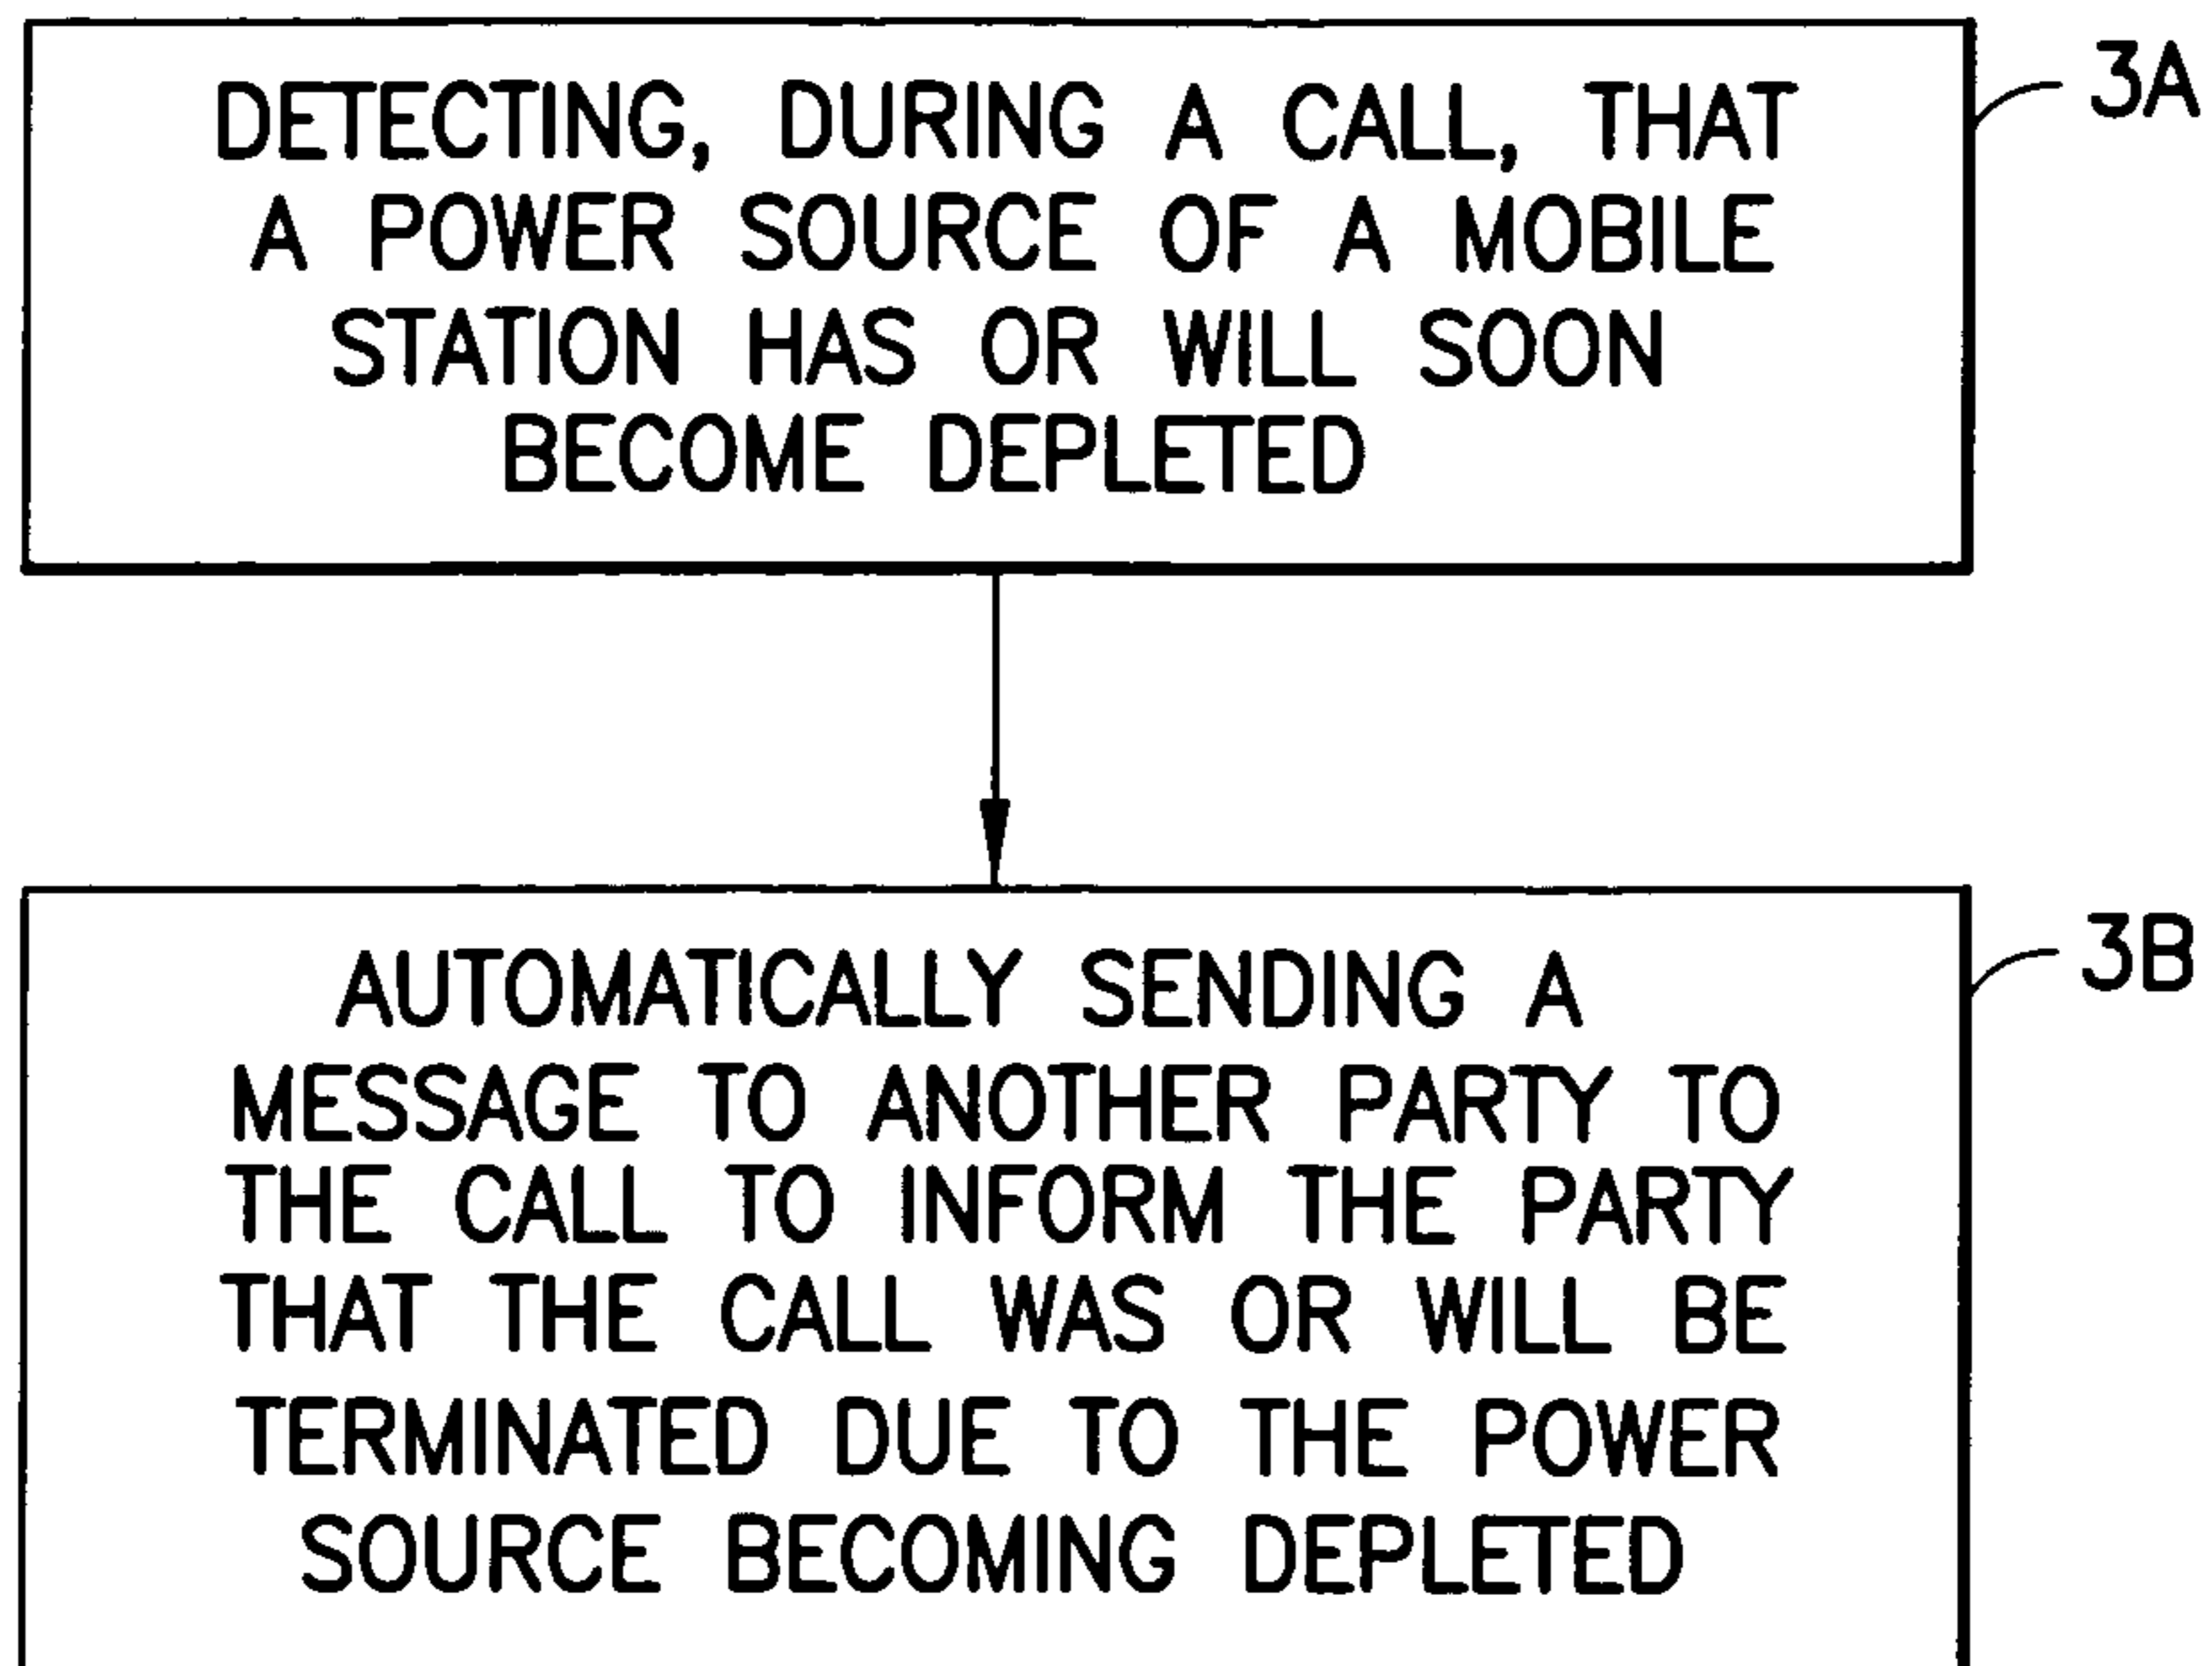 DETECTING, DURING A CALL, THAT
A POWER SOURCE OF A MOBILE
STATION HAS OR WILL SOON
BECOME DEPLETED
3A
AUTOMATICALLY SENDING A
MESSAGE TO ANOTHER PARTY TO
THE CALL TO INFORM THE PARTY
THAT THE CALL WAS OR WILL BE
TERMINATED DUE TO THE POWER
SOURCE BECOMING DEPLETED
3B